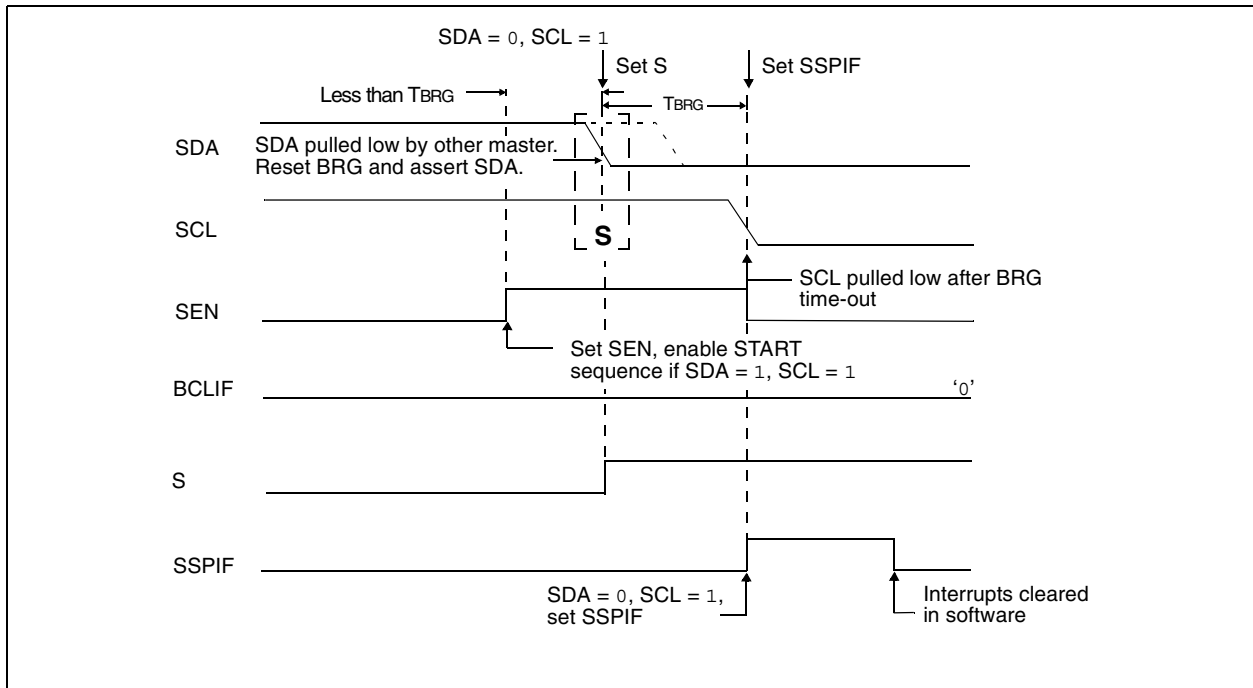 SDA = 0, SCL = 1
Set S
Set SSPIF
Less than TBRG
TBRG
SDA
SDA pulled low by other master.
Reset BRG and assert SDA.
SCL
S
SEN
SCL pulled low after BRG
time-out
Set SEN, enable START
sequence if SDA = 1, SCL = 1
BCLIF
'0'
S
SSPIF
SDA = 0, SCL = 1,
set SSPIF
Interrupts cleared
in software